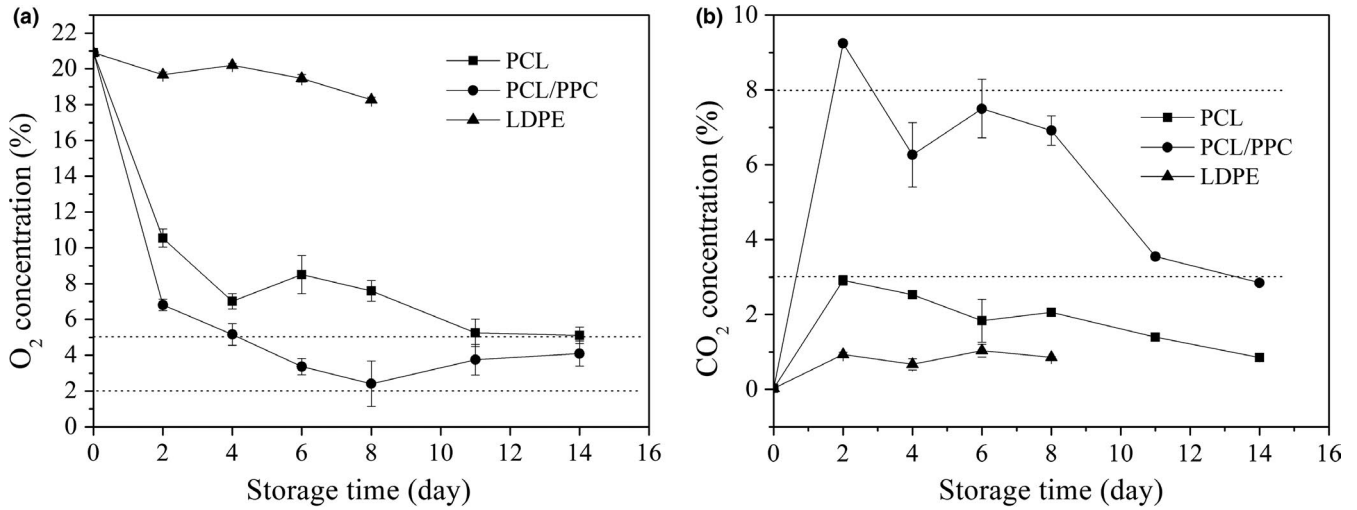 (a)
22
20
18
16
14
12
10
8
6
4
2
0
O₂ concentration (%)
PCL
PCL/PPC
LDPE
0 2 4 6 8 10 12 14 16
Storage time (day)
(b)
10
8
6
4
2
0
CO₂ concentration (%)
PCL
PCL/PPC
LDPE
0 2 4 6 8 10 12 14 16
Storage time (day)